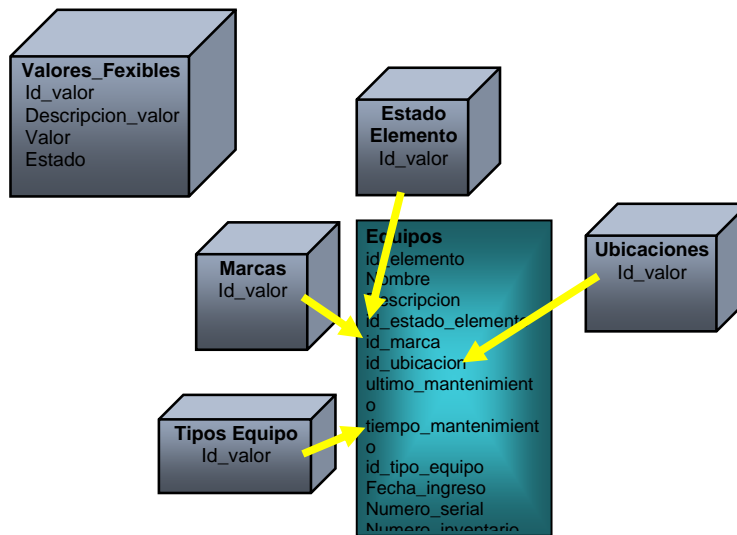 Valores_Fexibles
Id_valor
Descripcion_valor
Valor
Estado
Estado
Elemento
Id_valor
Marcas
Id_valor
Ubicaciones
Id_valor
Tipos Equipo
Id_valor
Equipos
id_elemento
Nombre
Descripcion
id_estado_elemento
id_marca
id_ubicacion
ultimo_mantenimient
o
tiempo_mantenimient
o
id_tipo_equipo
Fecha_ingreso
Numero_serial
Numero_inventario